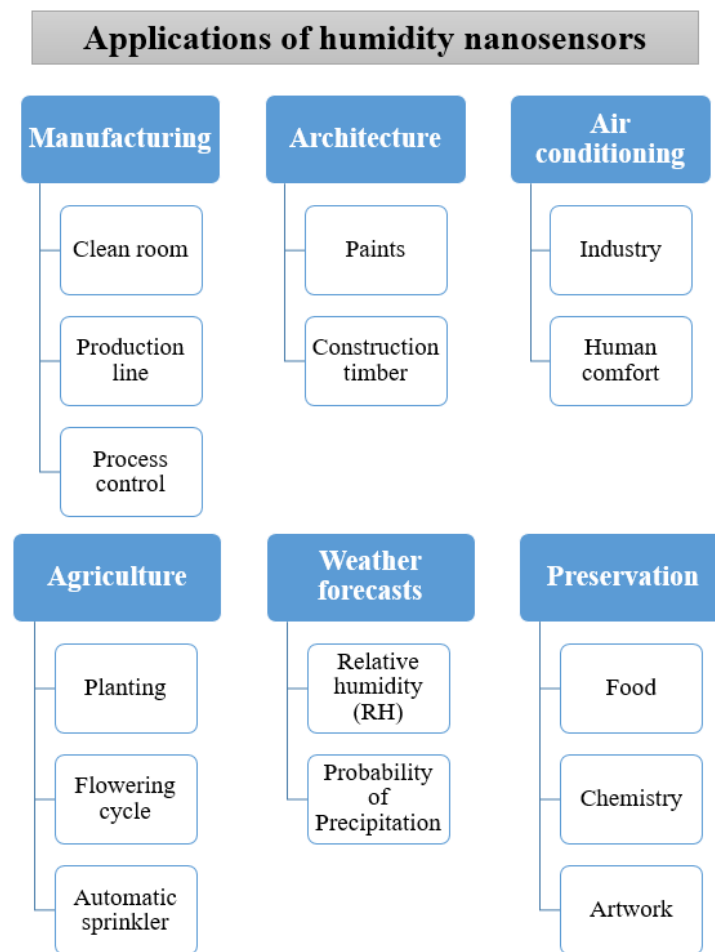 Applications of humidity nanosensors
Manufacturing
Clean room
Production
line
Process
control
Architecture
Paints
Construction
timber
Air
conditioning
Industry
Human
comfort
Agriculture
Planting
Flowering
cycle
Automatic
sprinkler
Weather
forecasts
Relative
humidity
(RH)
Probability
of
Precipitation
Preservation
Food
Chemistry
Artwork